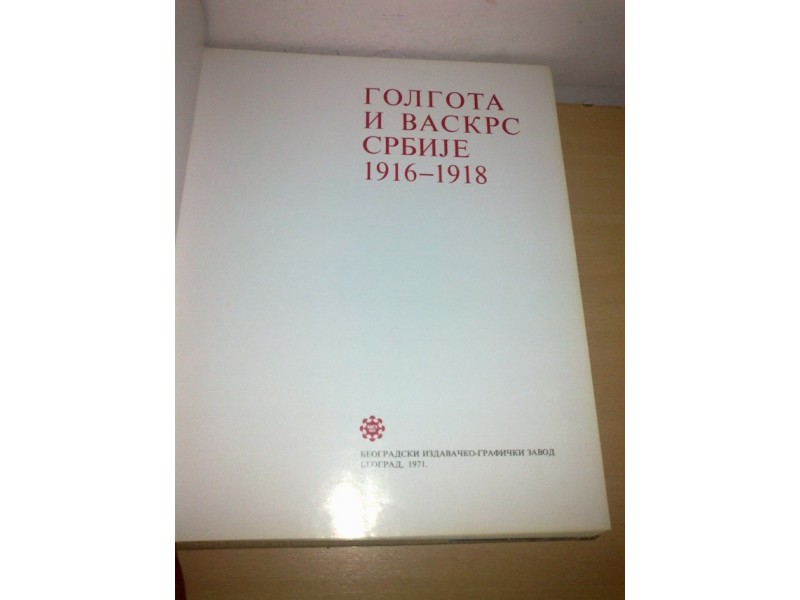 ГОЛГОТА
И ВАСКРС
СРБИЈЕ
1916–1918
БЕОГРАДСКИ ИЗДАВАЧКО-ГРАФИЧКИ ЗАВОД
БЕОГРАД, 1971.